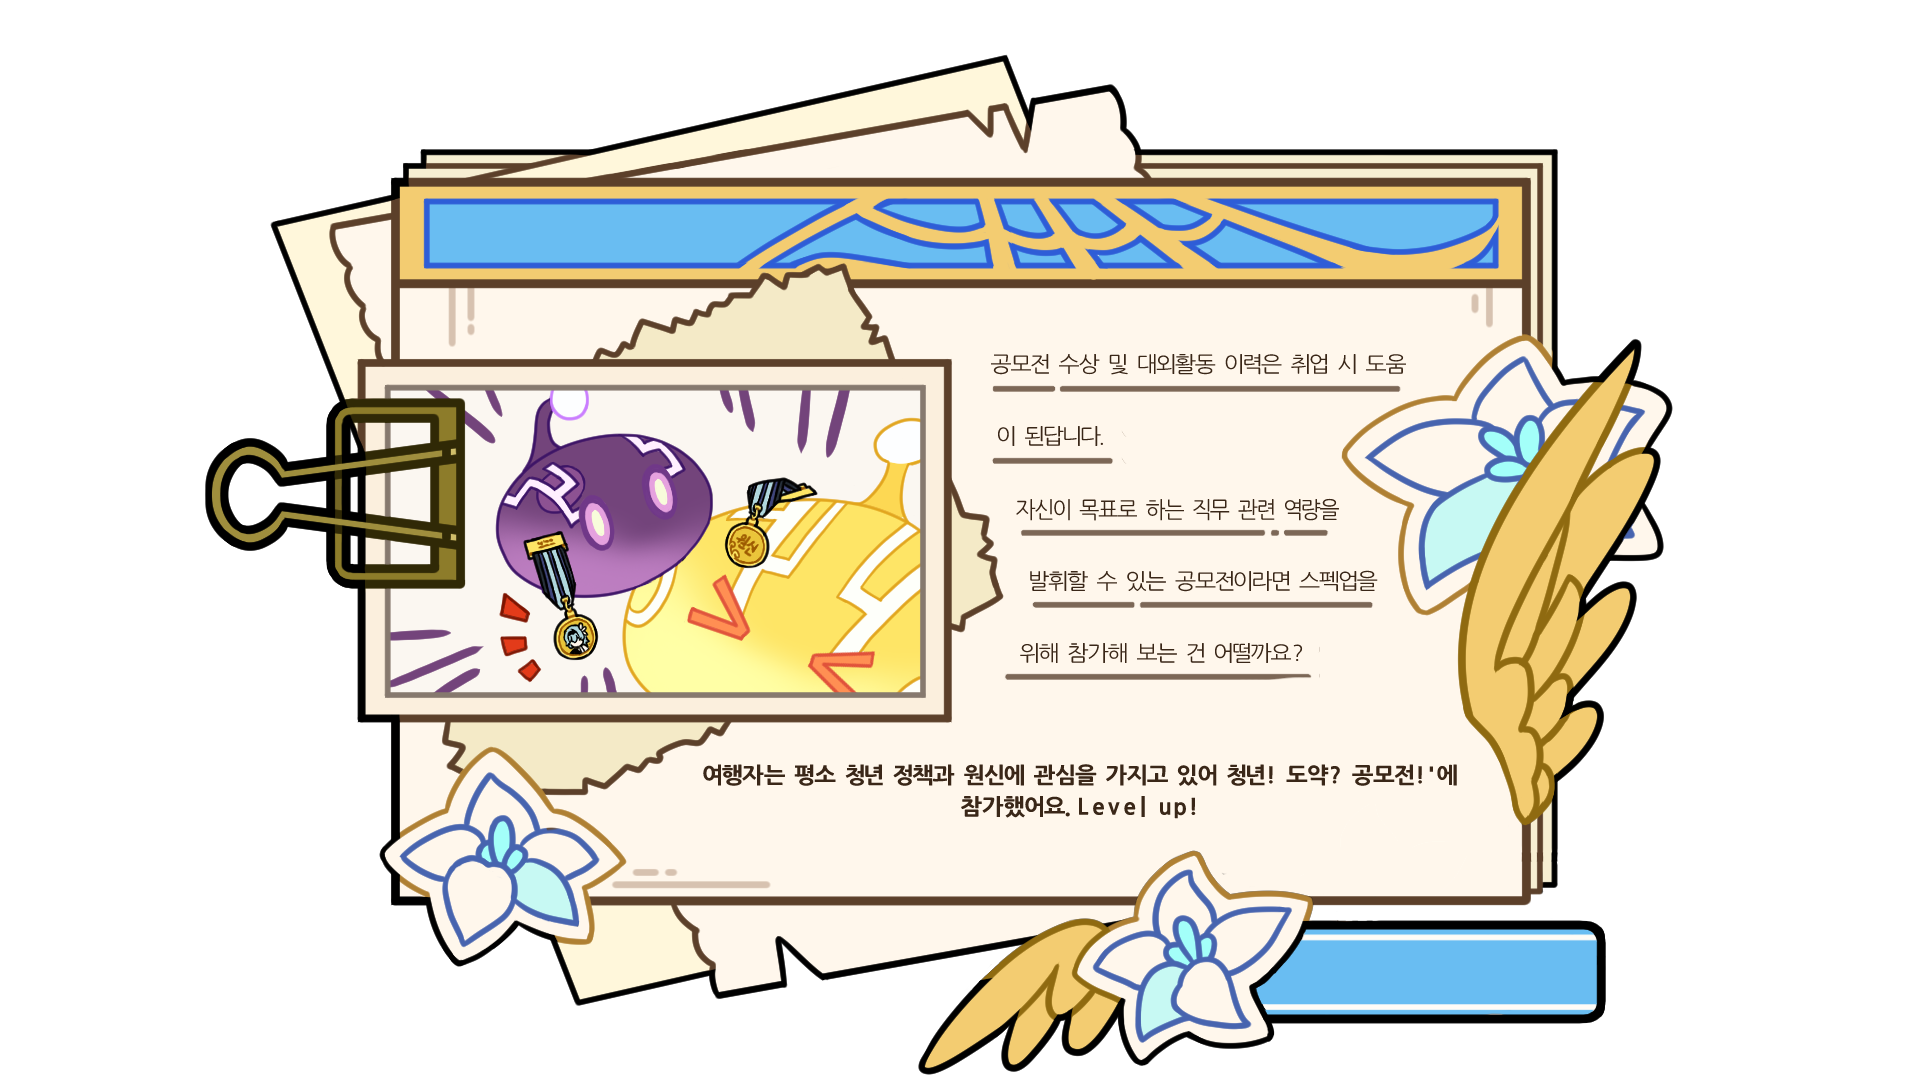 공모전 수상 및 대외활동 이력은 취업 시 도움
이 된답니다.
자신이 목표로 하는 직무 관련 역량을
발휘할 수 있는 공모전이라면 스펙업을
위해 참가해 보는 건 어떨까요?
원신
여행자는 평소 청년 정책과 원신에 관심을 가지고 있어 청년! 도약? 공모전!'에
참가했어요. Level up!